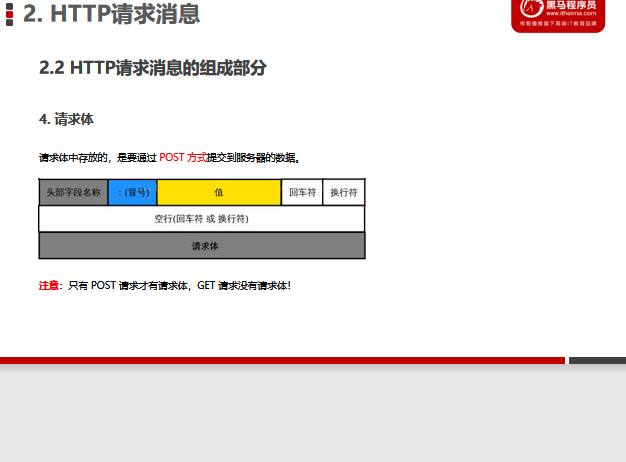 2. HTTP请求消息
黑马程序员
www.itheima.com
传智播客旗下高端IT教育品牌
2.2 HTTP请求消息的组成部分
4. 请求体
请求体中存放的，是要通过 POST 方式提交到服务器的数据。
头部字段名称 ：(冒号) 值 回车符 换行符
空行(回车符 或 换行符)
请求体
注意：只有 POST 请求才有请求体，GET 请求没有请求体！